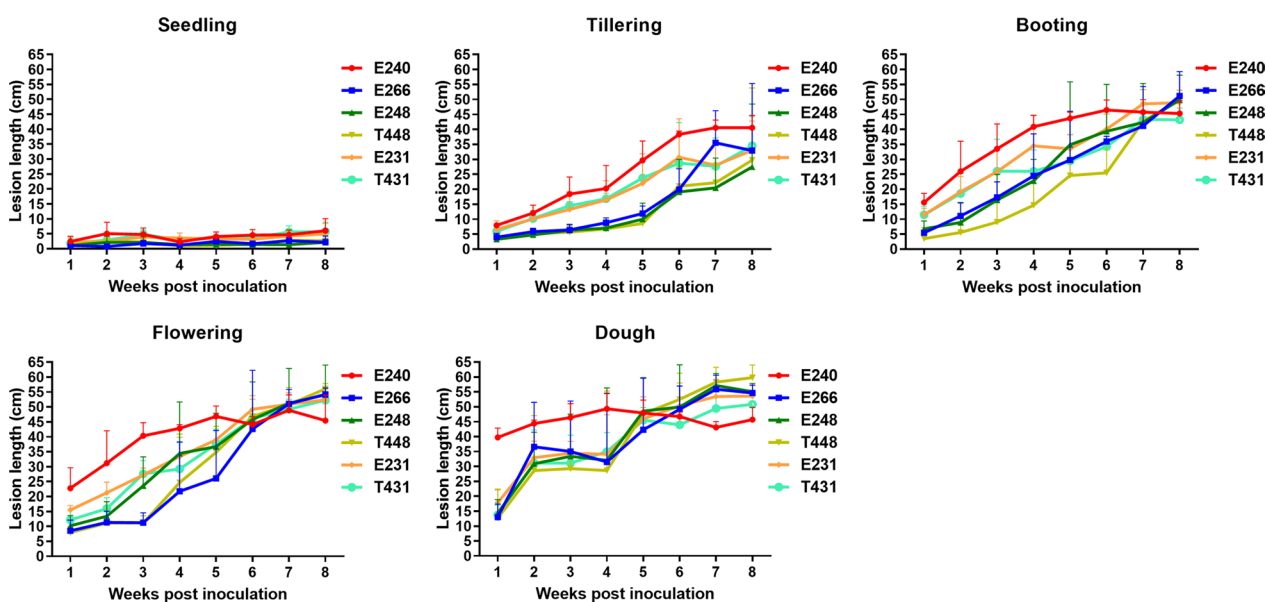 Seedling
Lesion length (cm)
65
60
55
50
45
40
35
30
25
20
15
10
5
0
1 2 3 4 5 6 7 8
Weeks post inoculation
E240
E266
E248
T448
E231
T431
Tillering
Lesion length (cm)
65
60
55
50
45
40
35
30
25
20
15
10
5
0
1 2 3 4 5 6 7 8
Weeks post inoculation
E240
E266
E248
T448
E231
T431
Booting
Lesion length (cm)
65
60
55
50
45
40
35
30
25
20
15
10
5
0
1 2 3 4 5 6 7 8
Weeks post inoculation
E240
E266
E248
T448
E231
T431
Flowering
Lesion length (cm)
65
60
55
50
45
40
35
30
25
20
15
10
5
0
1 2 3 4 5 6 7 8
Weeks post inoculation
E240
E266
E248
T448
E231
T431
Dough
Lesion length (cm)
65
60
55
50
45
40
35
30
25
20
15
10
5
0
1 2 3 4 5 6 7 8
Weeks post inoculation
E240
E266
E248
T448
E231
T431